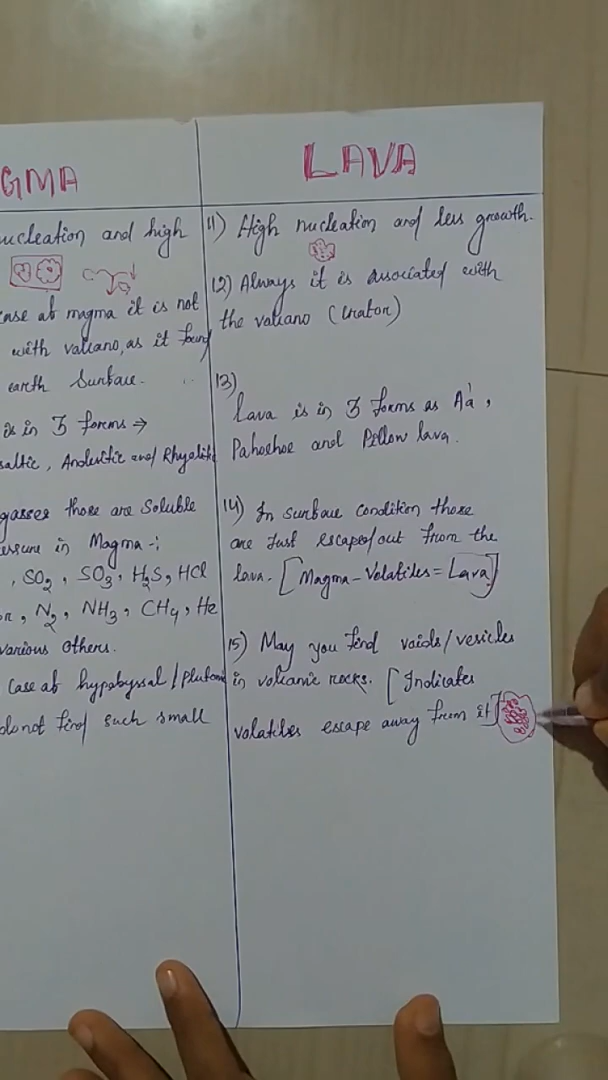 GMA
ucleation and high
case of magma it is not
with valcano, as it found
earth Surface.
is in 3 forms →
saltic, Andesitic and Rhyolitic
gasses those are Soluble
essure in Magma -:
, SO2, SO3, H2S, HCl
on, N2, NH3, CH4, He
various Others.
case of hypabyssal / Plutoni
do not find such small
LAVA
11) High nucleation and less growth.
12) Always it is associated with
the valcano (Crator)
13)
Lava is in 3 forms as Aá,
Pahoehoe and Pillow lava.
14) In surface condition those
are Just escaped/out from the
lava. [Magma - Volatiles = Lava]
15) May you find voids/vesicles
in volcanic rocks. [Indicates
volatiles escape away from it]